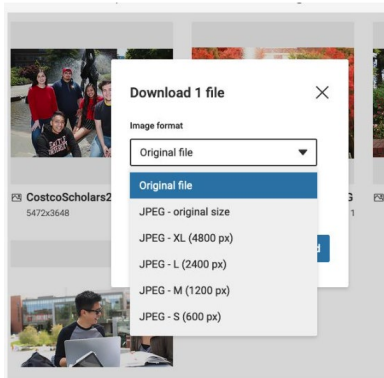 Download 1 file
Image format
Original file
Original file
JPEG - original size
JPEG - XL (4800 px)
JPEG - L (2400 px)
JPEG - M (1200 px)
JPEG - S (600 px)
CostcoScholars2
5472x3648